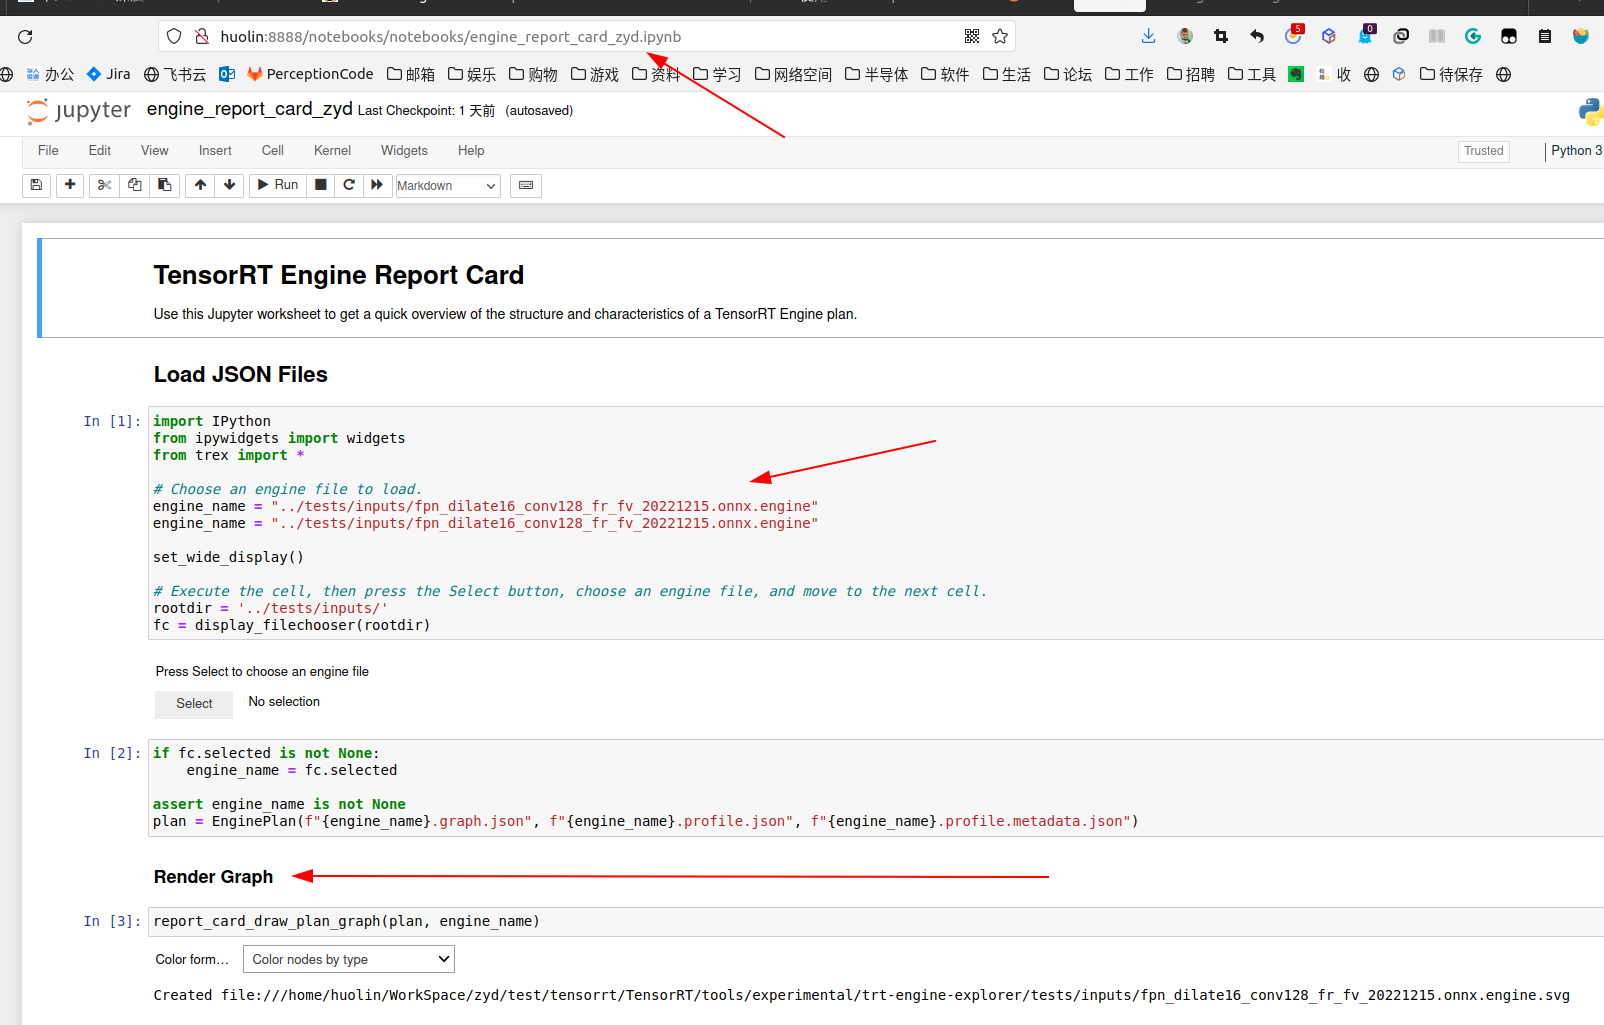 huolin:8888/notebooks/notebooks/engine_report_card_zyd.ipynb
5
0
办公 Jira 飞书云 PerceptionCode 邮箱 娱乐 购物 游戏 资料 学习 网络空间 半导体 软件 生活 论坛 工作 招聘 工具 收 待保存
jupyter engine_report_card_zyd Last Checkpoint: 1 天前 (autosaved)
File Edit View Insert Cell Kernel Widgets Help Trusted Python 3
Run Markdown
TensorRT Engine Report Card
Use this Jupyter worksheet to get a quick overview of the structure and characteristics of a TensorRT Engine plan.
Load JSON Files
In [1]: import IPython
from ipywidgets import widgets
from trex import *
# Choose an engine file to load.
engine_name = "../tests/inputs/fpn_dilate16_conv128_fr_fv_20221215.onnx.engine"
engine_name = "../tests/inputs/fpn_dilate16_conv128_fr_fv_20221215.onnx.engine"
set_wide_display()
# Execute the cell, then press the Select button, choose an engine file, and move to the next cell.
rootdir = '../tests/inputs/'
fc = display_filechooser(rootdir)
Press Select to choose an engine file
Select No selection
In [2]: if fc.selected is not None:
engine_name = fc.selected
assert engine_name is not None
plan = EnginePlan(f"{engine_name}.graph.json", f"{engine_name}.profile.json", f"{engine_name}.profile.metadata.json")
Render Graph
In [3]: report_card_draw_plan_graph(plan, engine_name)
Color form… Color nodes by type
Created file:///home/huolin/WorkSpace/zyd/test/tensorrt/TensorRT/tools/experimental/trt-engine-explorer/tests/inputs/fpn_dilate16_conv128_fr_fv_20221215.onnx.engine.svg